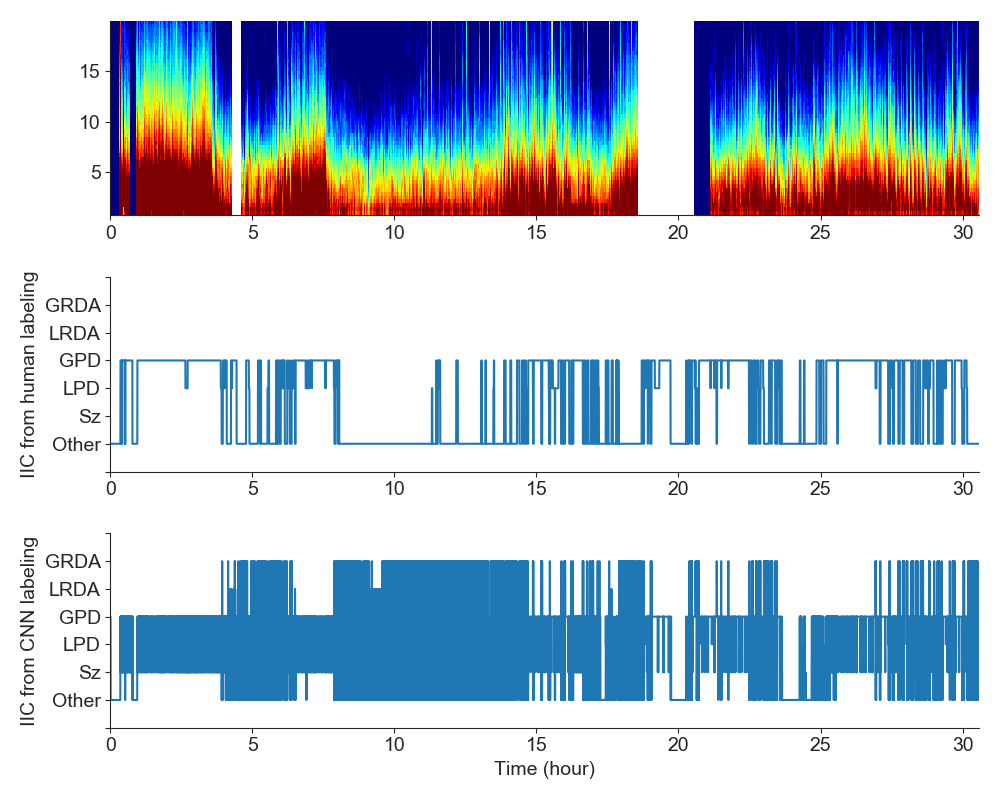 15
10
5
0 5 10 15 20 25 30
IIC from human labeling
GRDA
LRDA
GPD
LPD
Sz
Other
0 5 10 15 20 25 30
IIC from CNN labeling
GRDA
LRDA
GPD
LPD
Sz
Other
0 5 10 15 20 25 30
Time (hour)